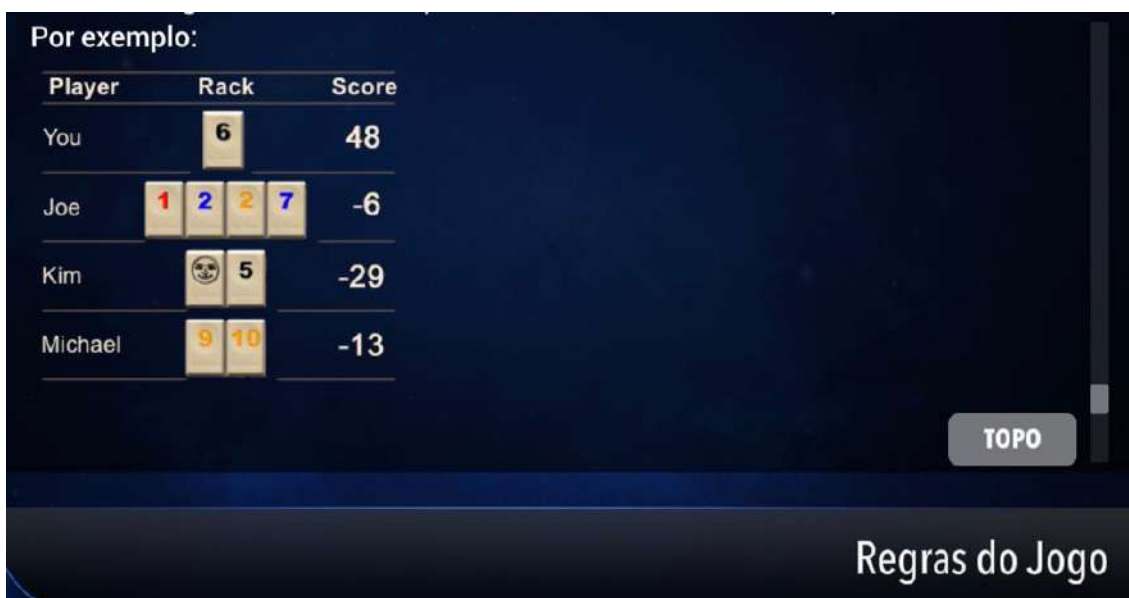 Por exemplo:
Player Rack Score
You 6 48
Joe 1 2 2 7 -6
Kim 5 -29
Michael 9 10 -13
TOPO
Regras do Jogo